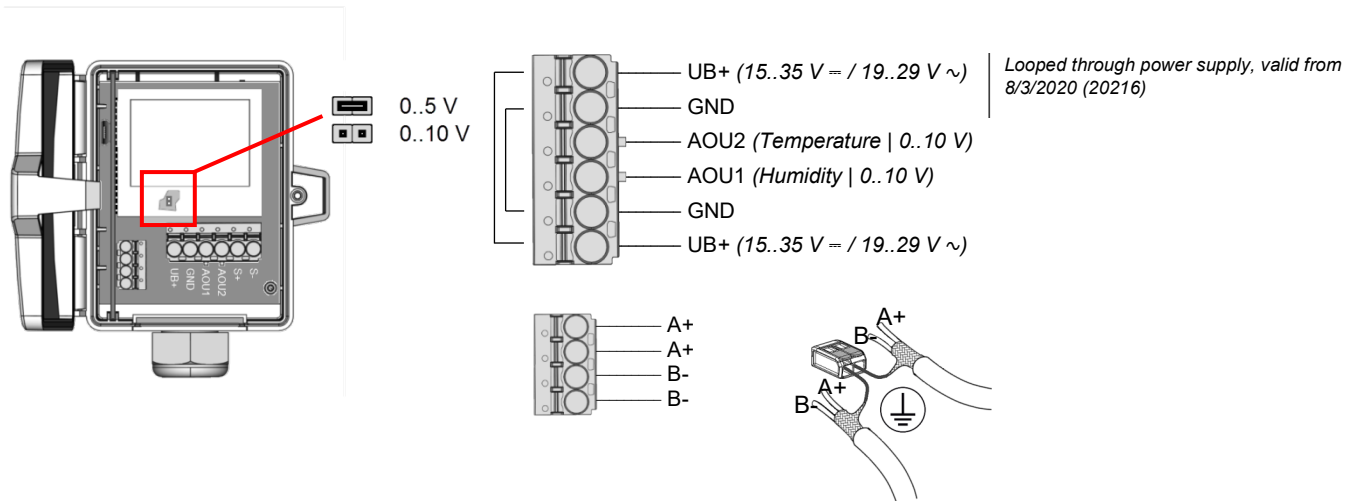 0..5 V
0..10 V
UB+
GND
AOU1
AOU2
S+
S-
UB+ (15..35 V ⎓ / 19..29 V ~)
GND
AOU2 (Temperature | 0..10 V)
AOU1 (Humidity | 0..10 V)
GND
UB+ (15..35 V ⎓ / 19..29 V ~)
Looped through power supply, valid from
8/3/2020 (20216)
A+
A+
B-
B-
A+
B-
A+
B-